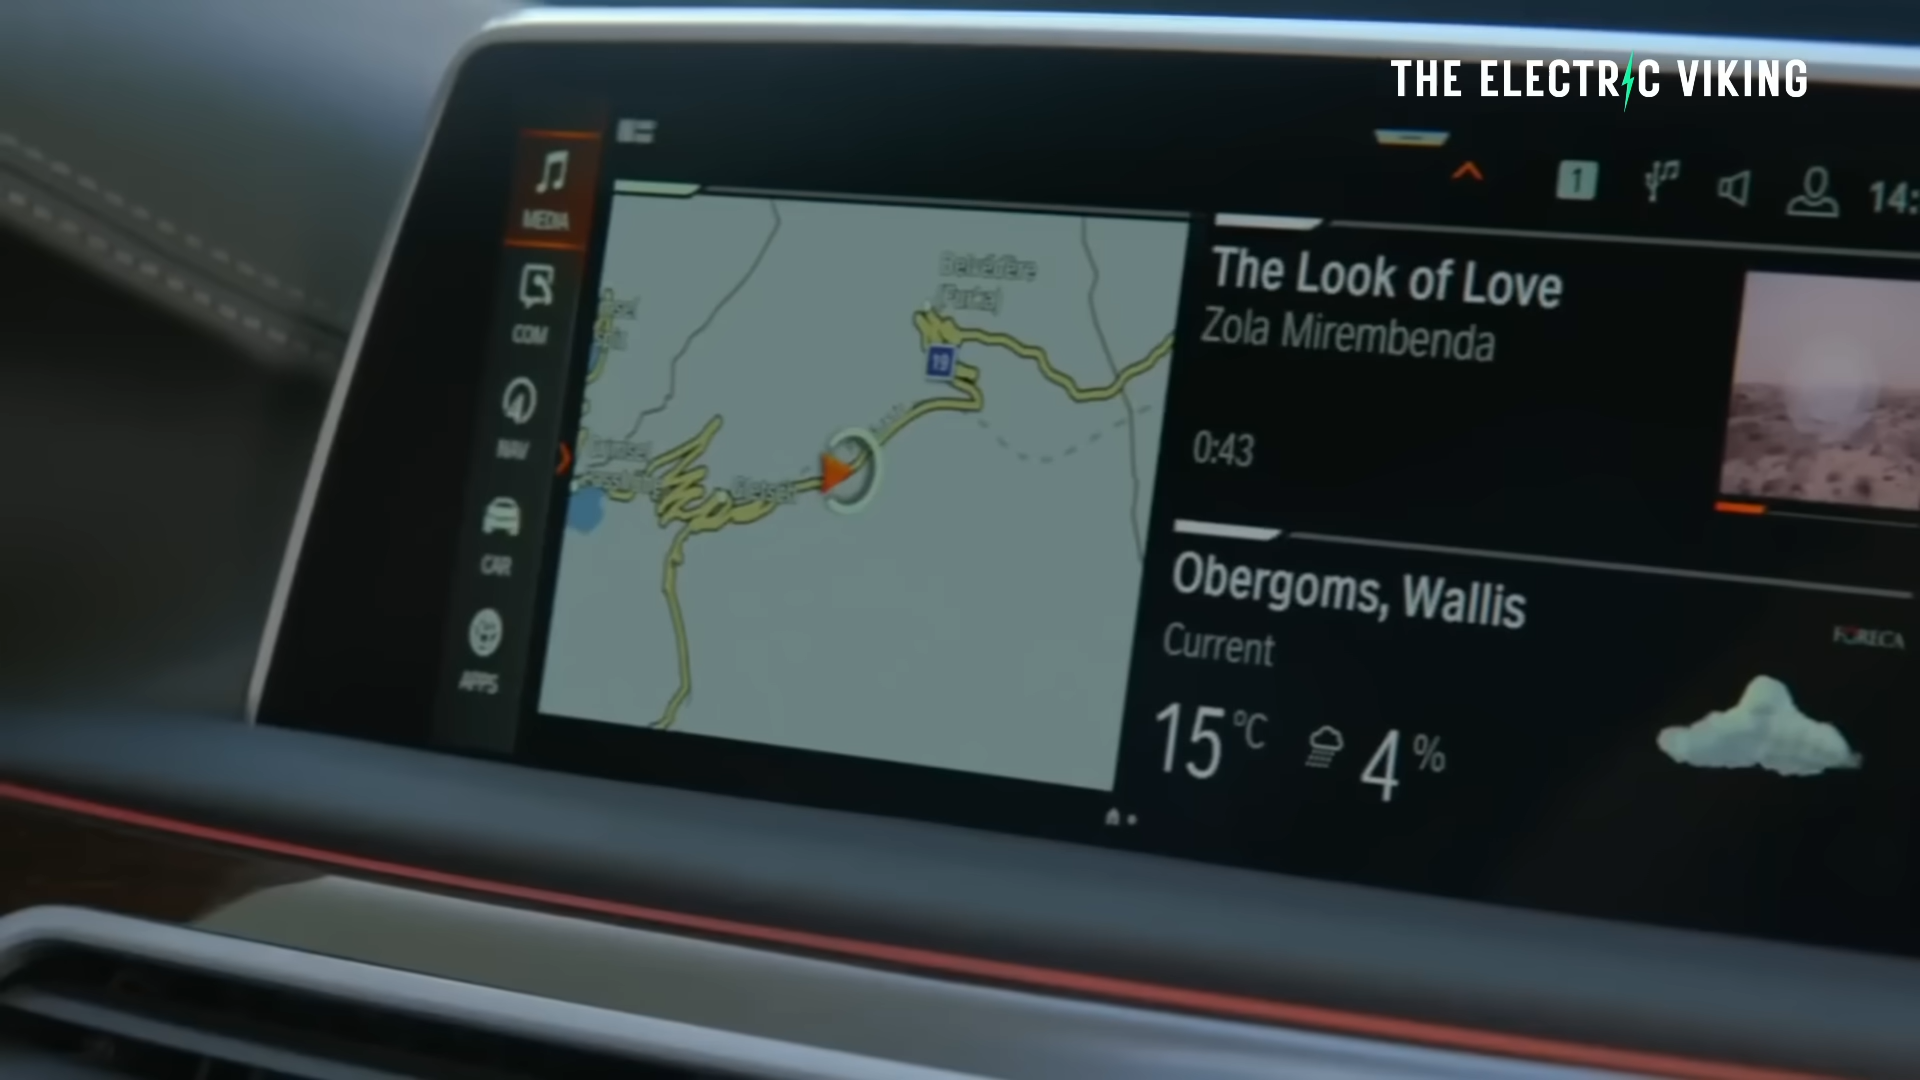 THE ELECTRIC VIKING
MEDIA
COM
NAV
CAR
APPS
Belvédère
(Furka)
19
1
14:
The Look of Love
Zola Mirembenda
0:43
Obergoms, Wallis
Current
FORECA
15 °C
4 %